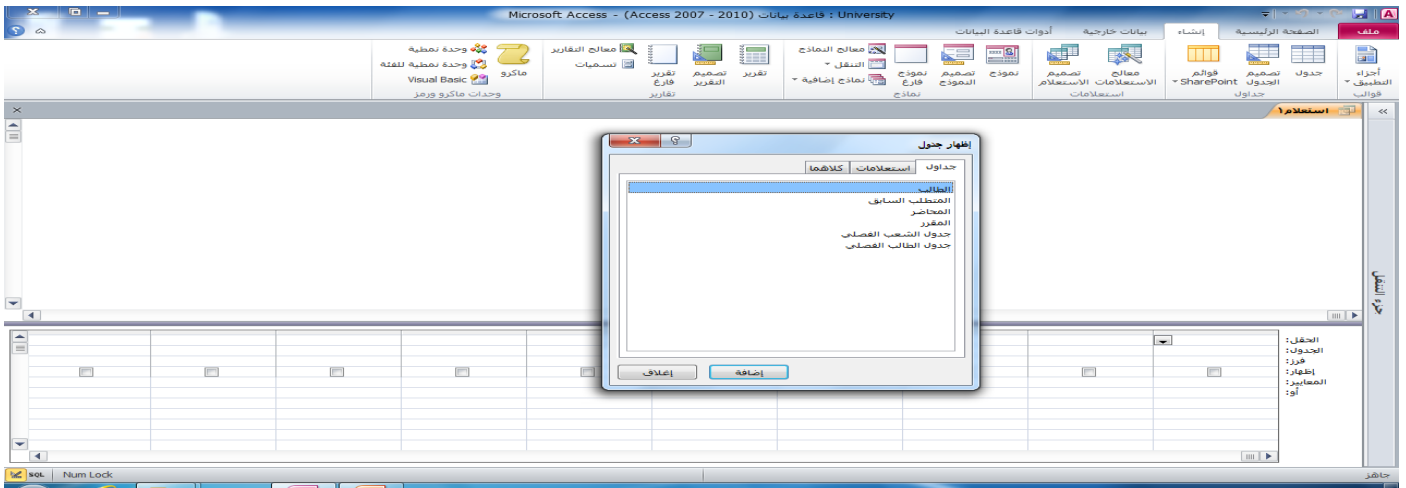 University : قاعدة بيانات (Access 2007 - 2010) - Microsoft Access
ملف الصفحة الرئيسية إنشاء بيانات خارجية أدوات قاعدة البيانات
أجزاء التطبيق
قوالب
جدول
تصميم الجدول
قوائم SharePoint
جداول
معالج الاستعلامات
تصميم الاستعلام
استعلامات
نموذج
تصميم النموذج
نموذج فارغ
معالج النماذج
التنقل
نماذج إضافية
نماذج
تقرير
تصميم التقرير
تقرير فارغ
معالج التقارير
تسميات
تقارير
ماكرو
وحدة نمطية
وحدة نمطية للفئة
Visual Basic
وحدات ماكرو ورمز
استعلام١
إظهار جدول
جداول استعلامات كلاهما
الطالب
المتطلب السابق
المحاضر
المقرر
جدول الشعب الفصلي
جدول الطالب الفصلي
إضافة إغلاق
جزء التنقل
الحقل:
الجدول:
فرز:
إظهار:
المعايير:
أو:
جاهز
Num Lock
SQL